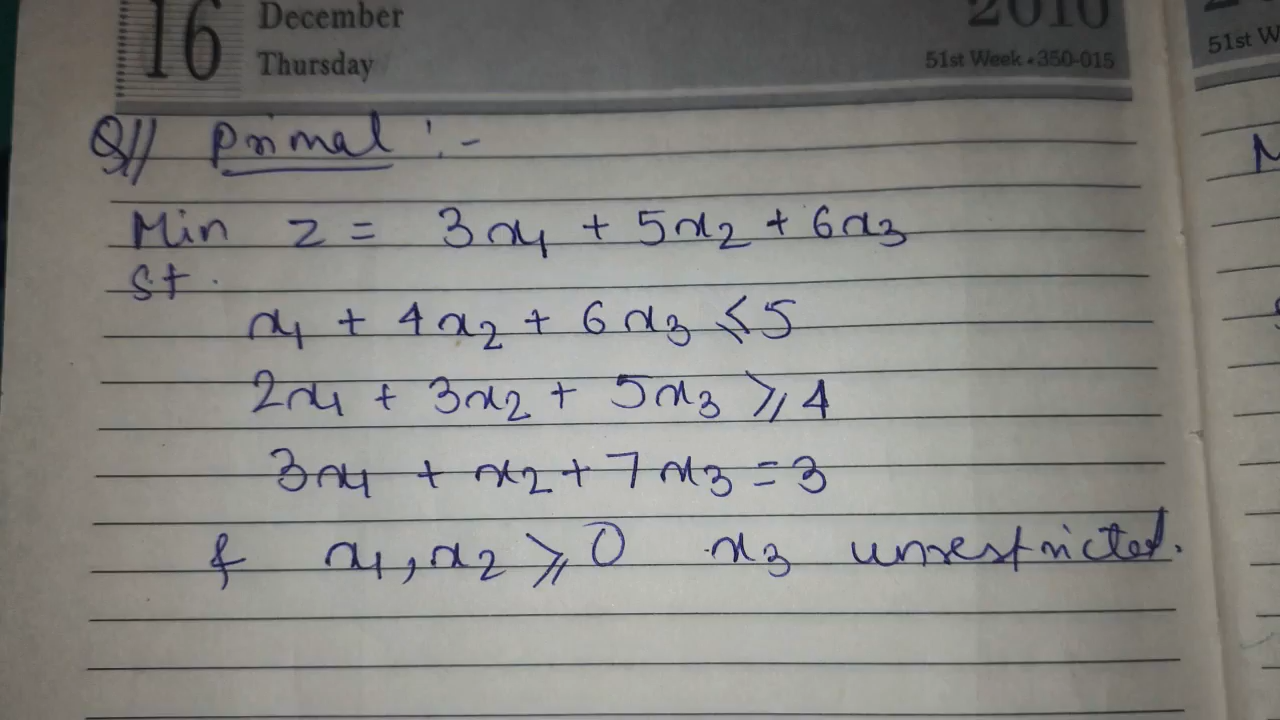 16 December
Thursday
2010
51st Week • 350-015
51st W
Q// Primal :-
Min z = 3x1 + 5x2 + 6x3
St.
x1 + 4x2 + 6x3 ≤ 5
2x1 + 3x2 + 5x3 ≥ 4
3x1 + x2 + 7x3 = 3
& x1, x2 ≥ 0 x3 unrestricted.
M